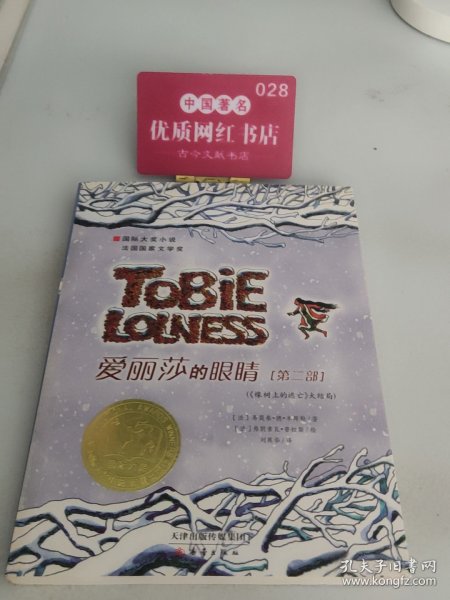 028
中国著名
优质网红书店
古今文献书店
国际大奖小说
法国国家文学奖
TOBIE
LOLNESS
爱丽莎的眼睛 [第二部]
(《橡树上的逃亡》大结局)
天津出版传媒集团
孔夫子旧书网
www.kongfz.com